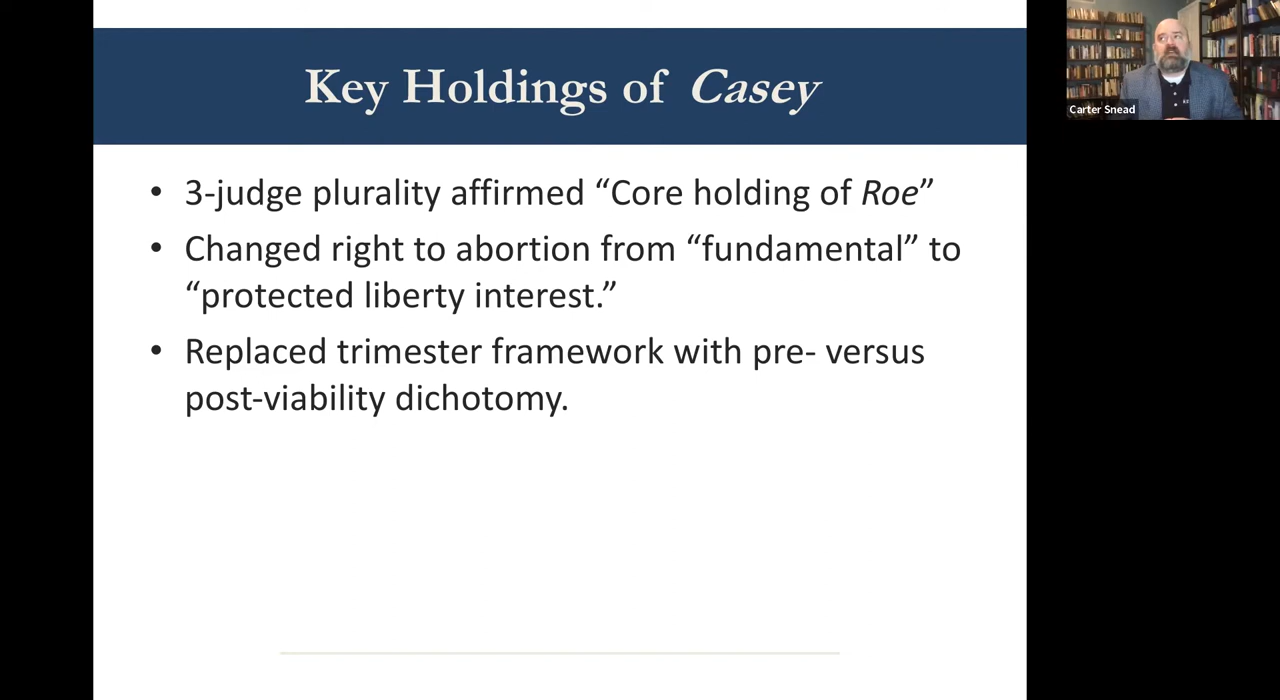 Key Holdings of Casey
• 3-judge plurality affirmed “Core holding of Roe”
• Changed right to abortion from “fundamental” to
“protected liberty interest.”
• Replaced trimester framework with pre- versus
post-viability dichotomy.
Carter Snead